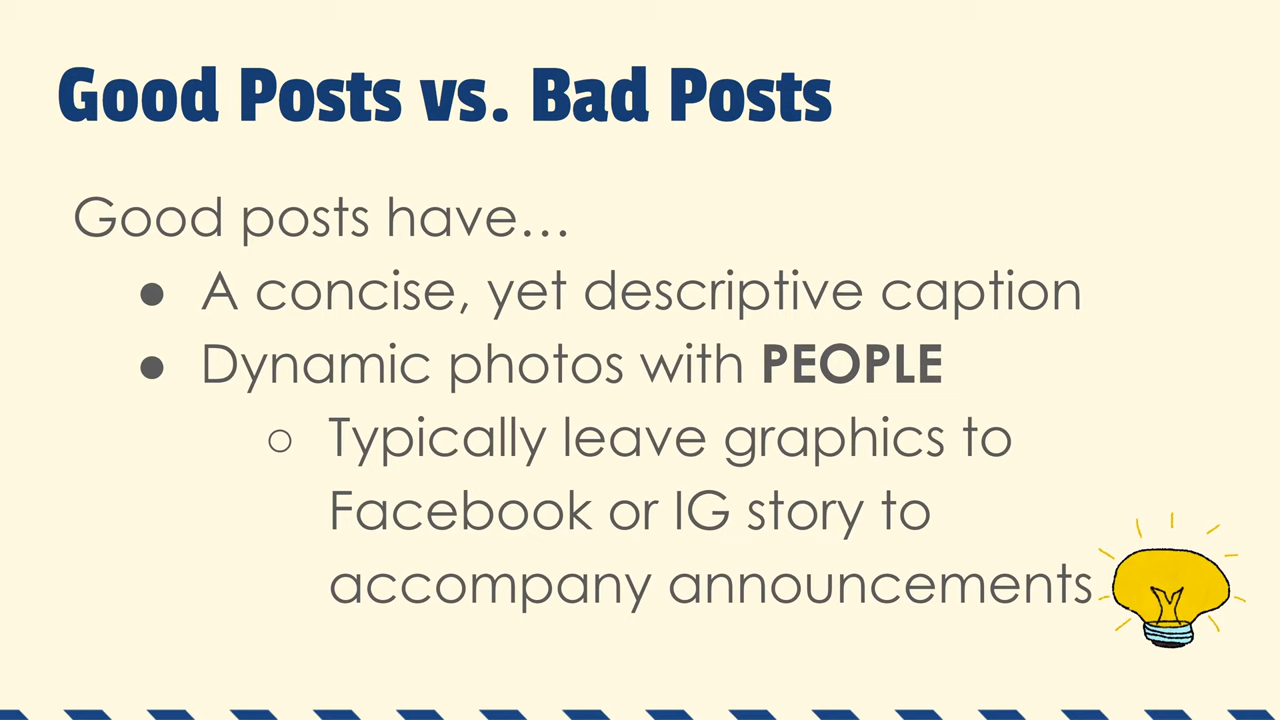 Good Posts vs. Bad Posts
Good posts have…
● A concise, yet descriptive caption
● Dynamic photos with PEOPLE
○ Typically leave graphics to
Facebook or IG story to
accompany announcements